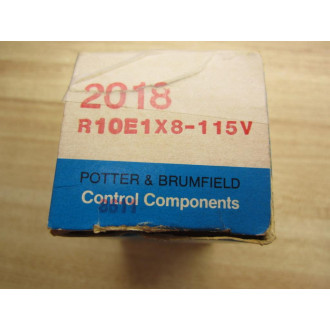 2018
R10E1X8-115V
POTTER & BRUMFIELD
Control Components